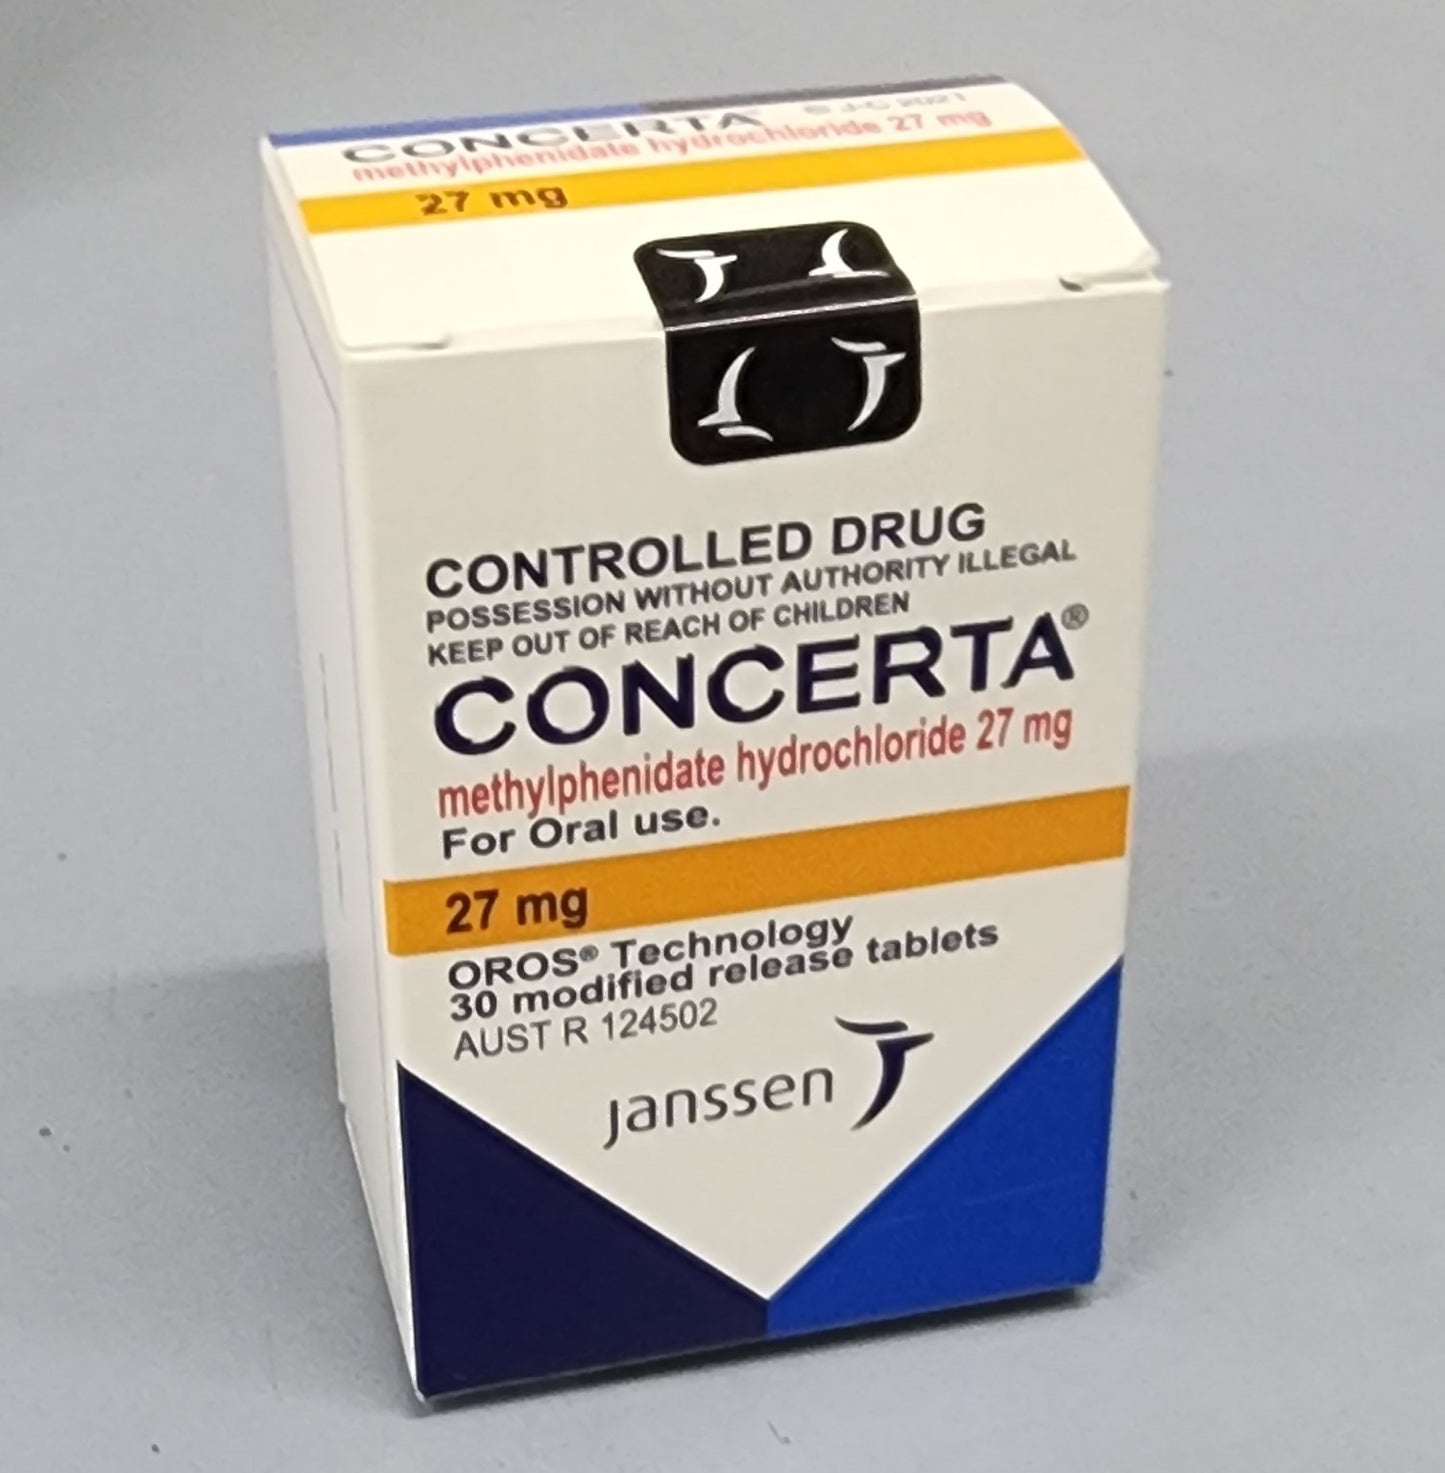 CONCERTA® © J-C 2021
methylphenidate hydrochloride 27 mg
27 mg
CONTROLLED DRUG
POSSESSION WITHOUT AUTHORITY ILLEGAL
KEEP OUT OF REACH OF CHILDREN
CONCERTA®
methylphenidate hydrochloride 27 mg
For Oral use.
27 mg
OROS® Technology
30 modified release tablets
AUST R 124502
janssen